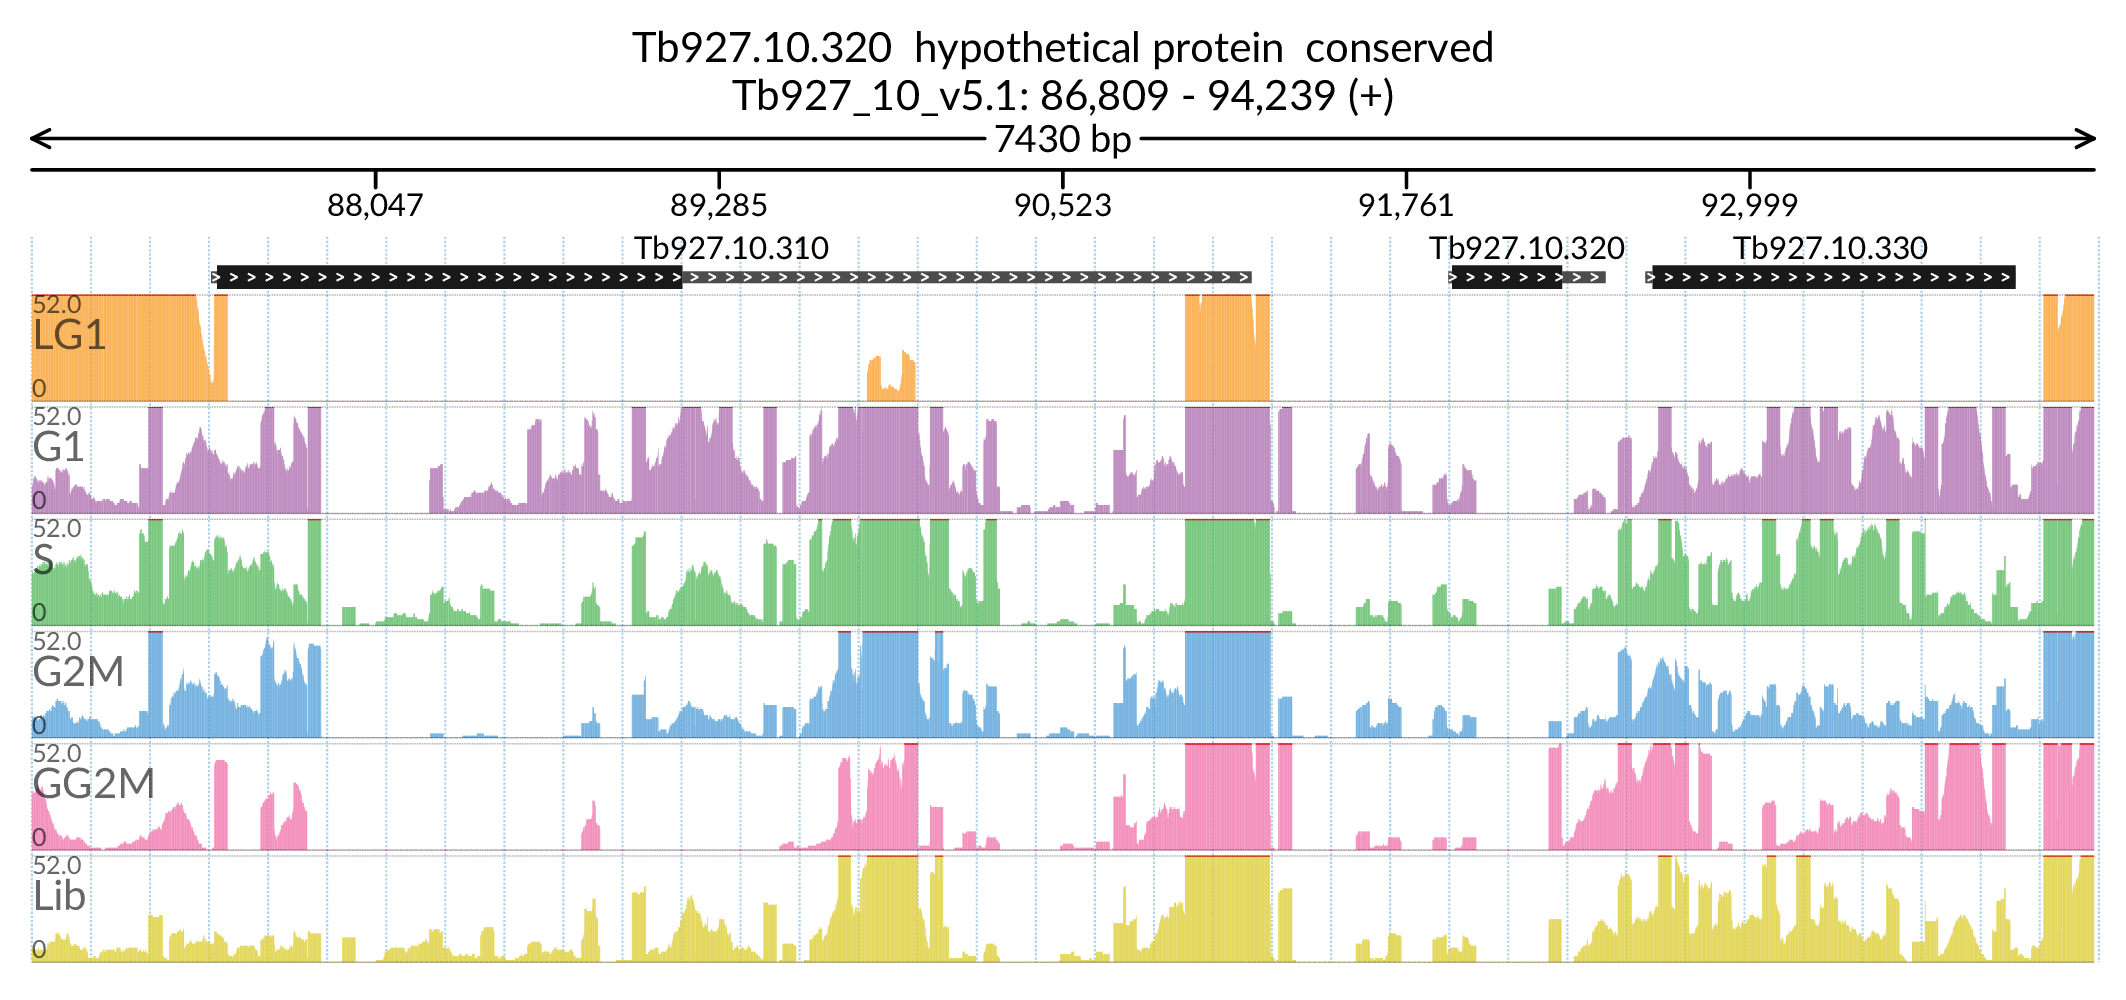 Tb927.10.320  hypothetical protein  conserved
Tb927_10_v5.1: 86,809 - 94,239 (+)
7430 bp
88,047 89,285 90,523 91,761 92,999
Tb927.10.310 Tb927.10.320 Tb927.10.330
52.0
LG1
0
52.0
G1
0
52.0
S
0
52.0
G2M
0
52.0
GG2M
0
52.0
Lib
0